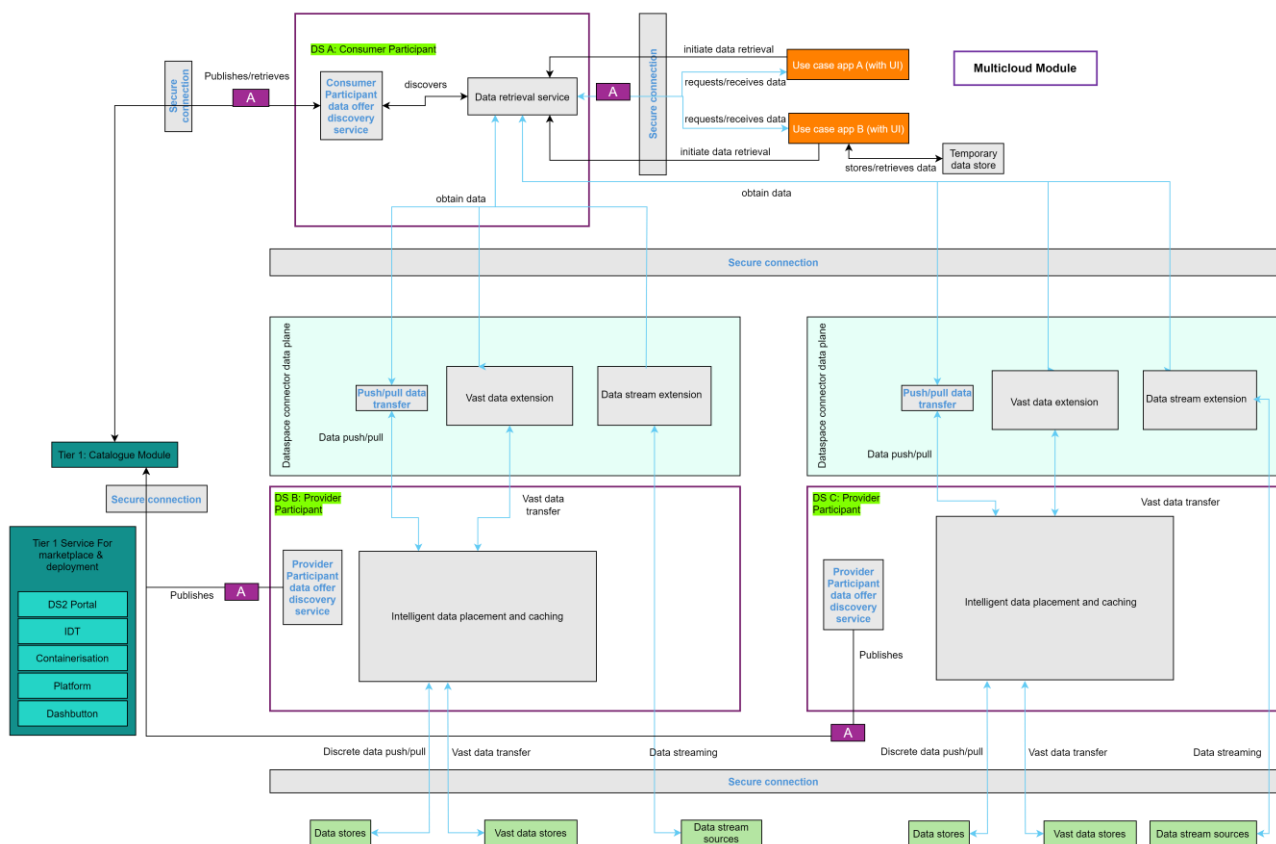 DS A: Consumer Participant
Publishes/retrieves
A
Secure
connection
Consumer
Participant
data offer
discovery
service
discovers
Data retrieval service
A
Secure connection
initiate data retrieval
requests/receives data
requests/receives data
initiate data retrieval
Use case app A (with UI)
Use case app B (with UI)
Multicloud Module
Temporary
data store
stores/retrieves data
obtain data
obtain data
Secure connection
Dataspace connector data plane
Push/pull data
transfer
Vast data extension
Data stream extension
Data push/pull
Vast data
transfer
Dataspace connector data plane
Push/pull data
transfer
Vast data extension
Data stream extension
Data push/pull
Vast data transfer
Tier 1: Catalogue Module
Secure connection
Tier 1 Service For
marketplace &
deployment
DS2 Portal
IDT
Containerisation
Platform
Dashbutton
Publishes
A
DS B: Provider
Participant
Provider
Participant
data offer
discovery
service
Intelligent data placement and caching
DS C: Provider
Participant
Provider
Participant
data offer
discovery
service
Intelligent data placement and caching
Publishes
A
Discrete data push/pull
Vast data transfer
Data streaming
Discrete data push/pull
Vast data transfer
Data streaming
Secure connection
Data stores
Vast data stores
Data stream
sources
Data stores
Vast data stores
Data stream sources